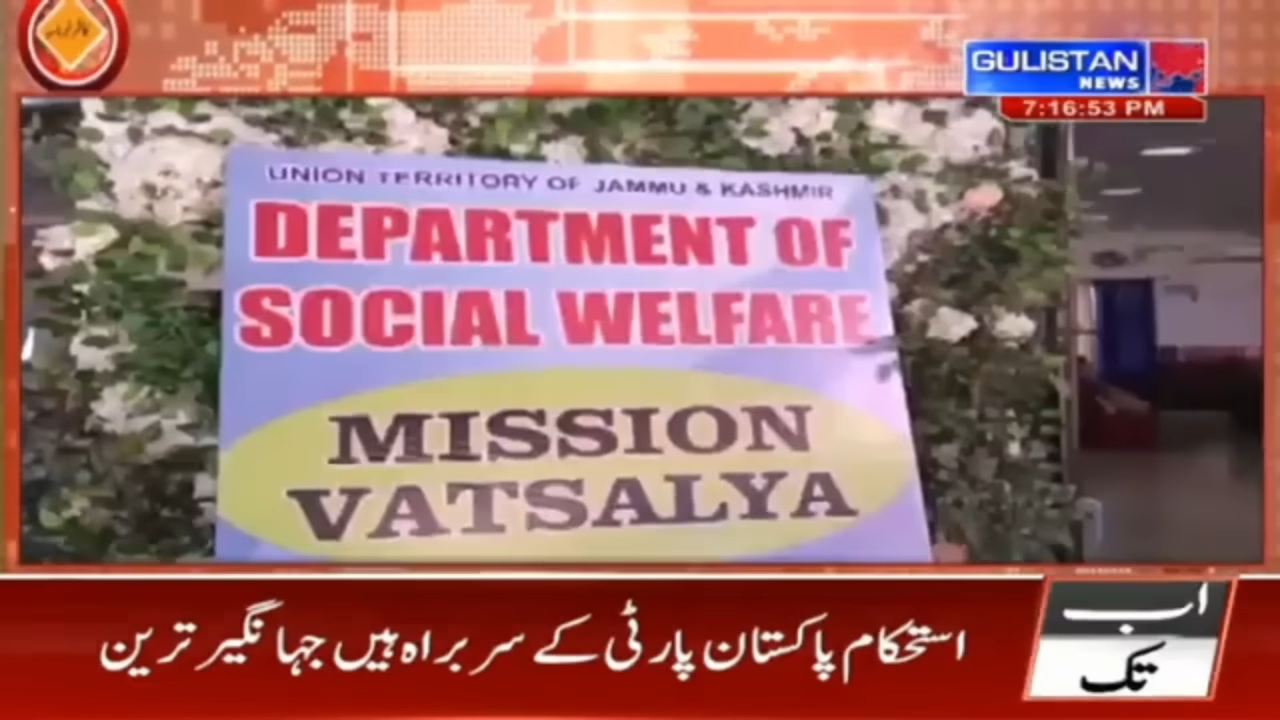 GULISTAN
NEWS
7:16:53 PM
UNION TERRITORY OF JAMMU & KASHMIR
DEPARTMENT OF
SOCIAL WELFARE
MISSION
VATSALYA
اب
تک
استحکام پاکستان پارٹی کے سربراہ ہیں جہانگیر ترین